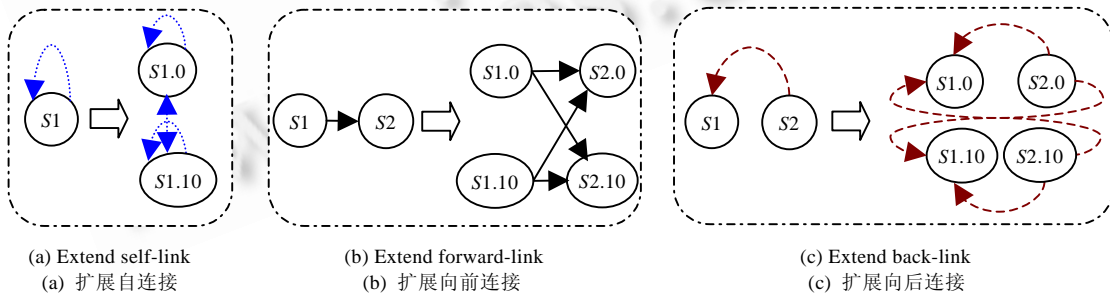 S1
S1.0
S1.10
S1
S2
S1.0
S2.0
S1.10
S2.10
S1
S2
S1.0
S2.0
S1.10
S2.10
(a) Extend self-link
(a) 扩展自连接
(b) Extend forward-link
(b) 扩展向前连接
(c) Extend back-link
(c) 扩展向后连接